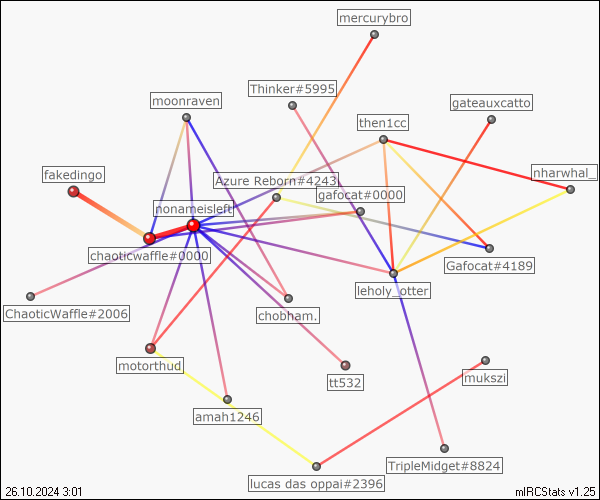 mercurybro
Thinker#5995
moonraven
gateauxcatto
then1cc
fakedingo
Azure Reborn#4243
nharwhal_
gafocat#0000
nonameisleft
chaoticwaffle#0000
Gafocat#4189
leholy_otter
ChaoticWaffle#2006
chobham.
motorthud
tt532
mukszi
amah1246
TripleMidget#8824
lucas das oppai#2396
26.10.2024 3:01
mIRCStats v1.25